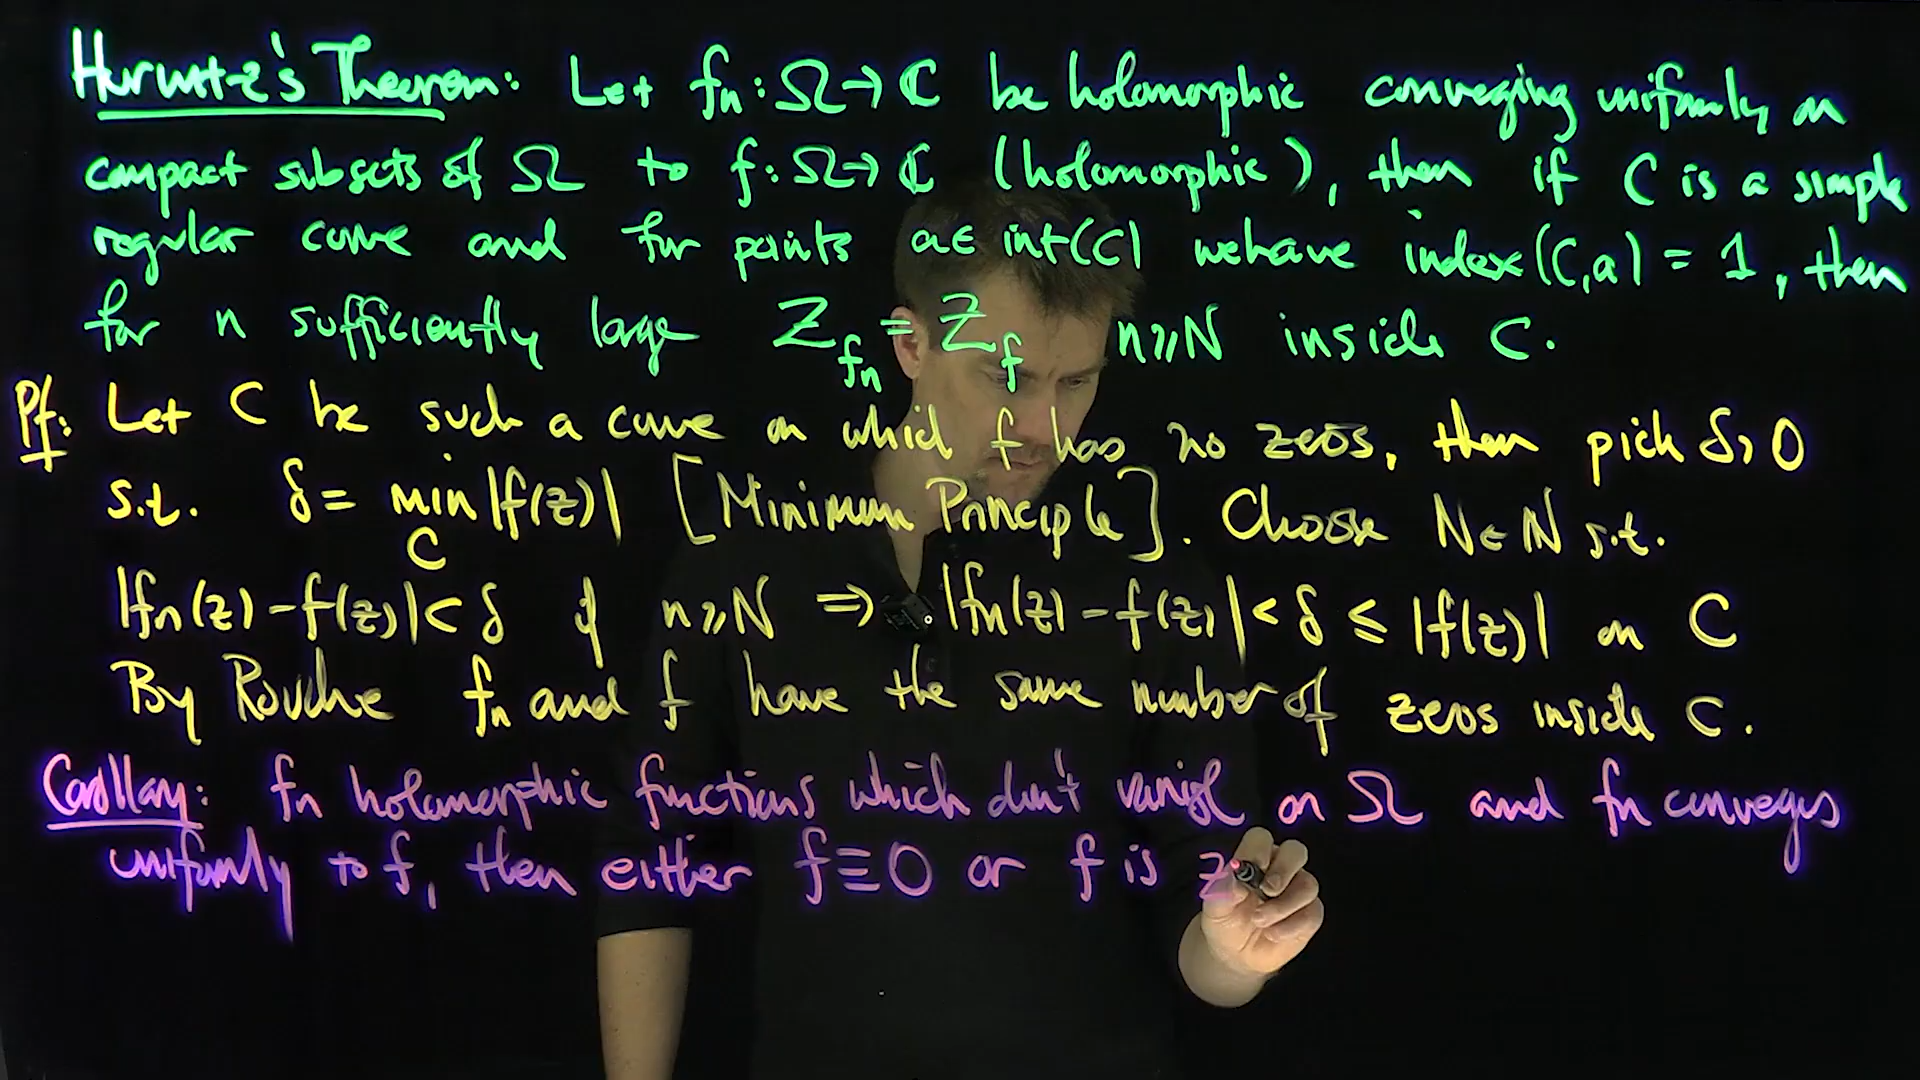 Hurwitz's Theorem: Let fn : Ω → ℂ be holomorphic converging uniformly on
compact subsets of Ω to f : Ω → ℂ (holomorphic), then if C is a simple
regular curve and for points a ∈ int(C) we have index(C,a) = 1, then
for n sufficiently large Z_fn = Z_f n ≥ N inside C.
Pf: Let C be such a curve on which f has no zeros, then pick δ > 0
s.t. δ = min_C |f(z)| [Minimum Principle]. Choose N ∈ ℕ s.t.
|fn(z) - f(z)| < δ if n ≥ N ⇒ |fn(z) - f(z)| < δ ≤ |f(z)| on C
By Rouche fn and f have the same number of zeros inside C.
Corollary: fn holomorphic functions which don't vanish on Ω and fn converges
uniformly to f, then either f ≡ 0 or f is z